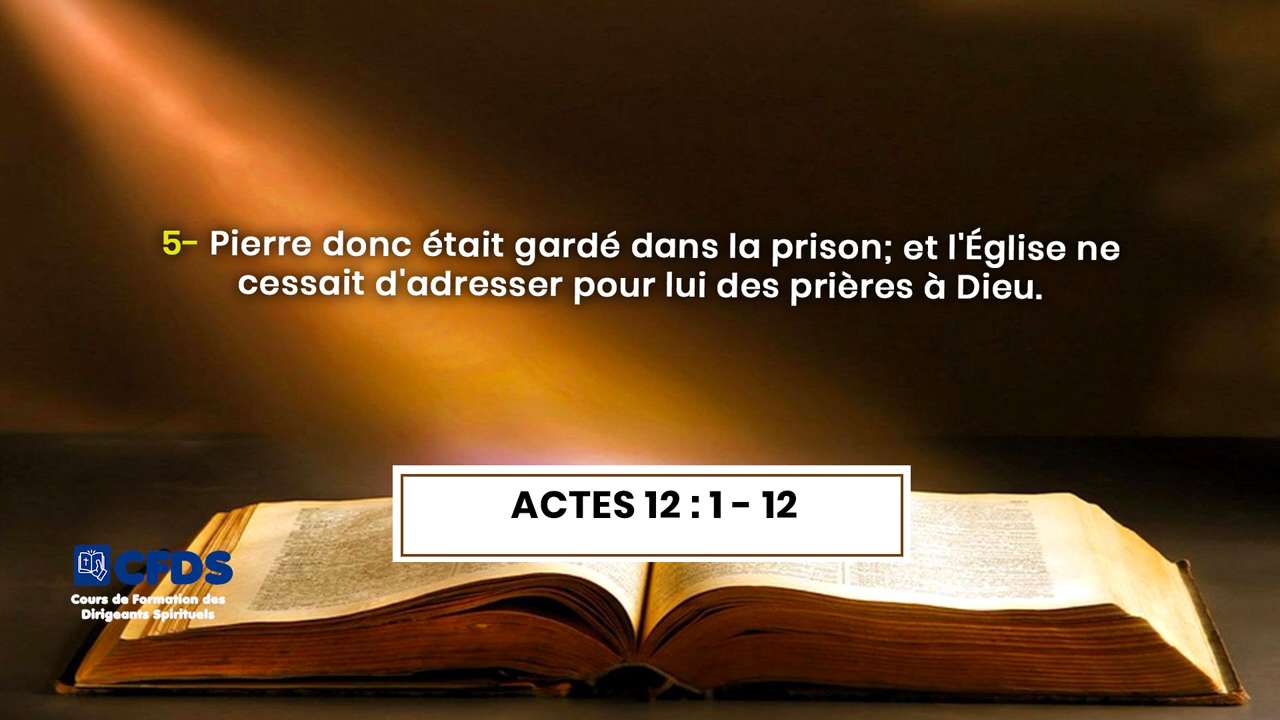 5- Pierre donc était gardé dans la prison; et l'Église ne
cessait d'adresser pour lui des prières à Dieu.
ACTES 12 : 1 - 12
CFDS
Cours de Formation des
Dirigeants Spirituels